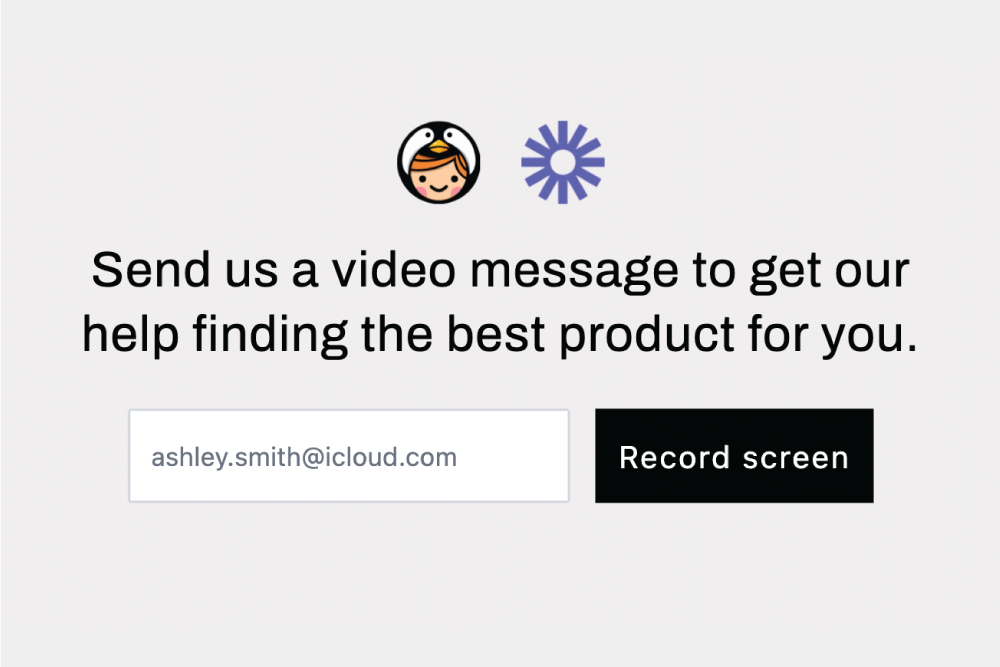 Send us a video message to get our
help finding the best product for you.
ashley.smith@icloud.com
Record screen